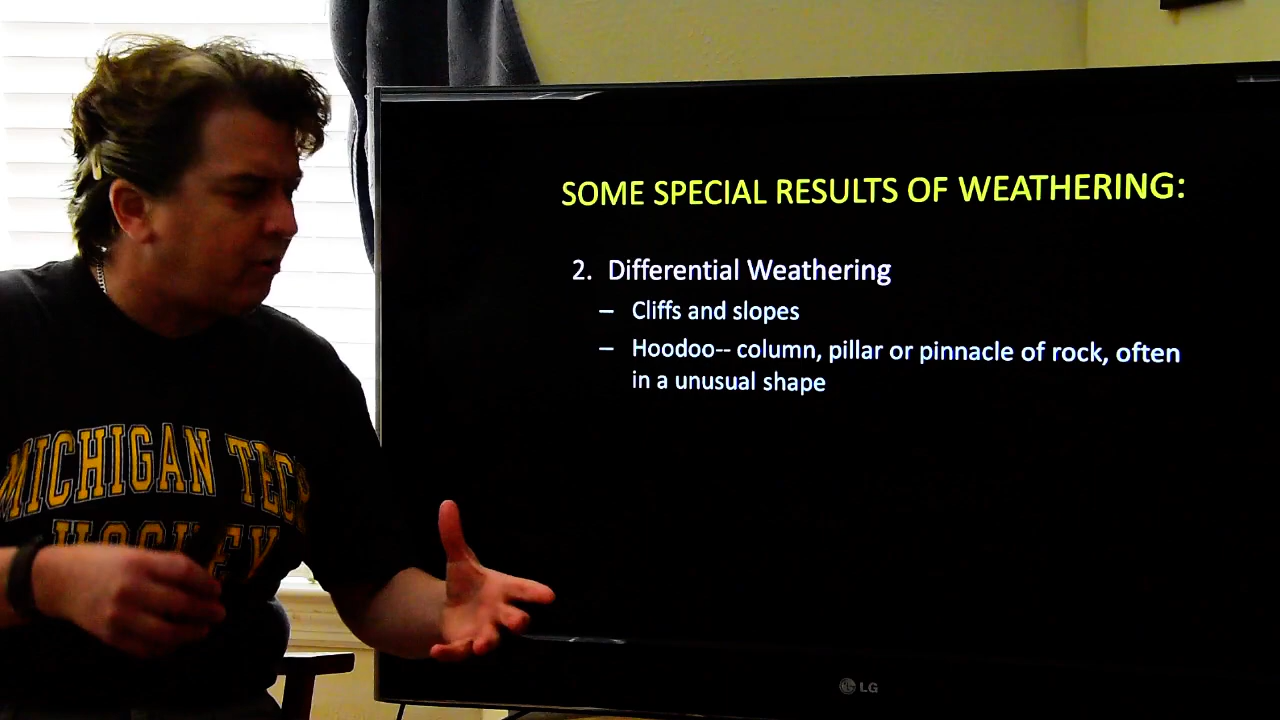 SOME SPECIAL RESULTS OF WEATHERING:
2. Differential Weathering
– Cliffs and slopes
– Hoodoo-- column, pillar or pinnacle of rock, often
in a unusual shape
MICHIGAN TECH
HOCKEY
LG